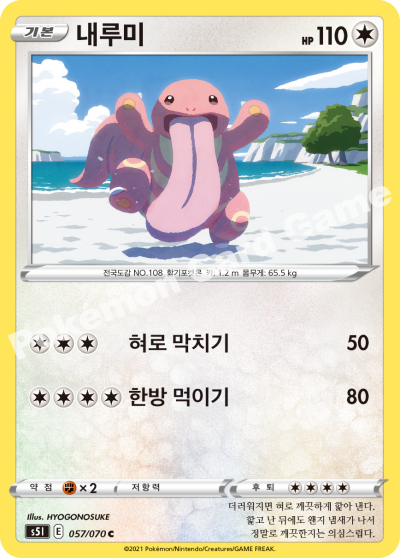 기본 내루미 HP 110
전국도감 NO.108 핥기포켓몬 키: 1.2 m 몸무게: 65.5 kg
혀로 막치기 50
한방 먹이기 80
약점 ×2 저항력 후퇴
Illus. HYOGONOSUKE
s5I E 057/070 C
더러워지면 혀로 깨끗하게 핥아 낸다.
핥고 난 뒤에도 왠지 냄새가 나서
정말로 깨끗한지는 의심스럽다.
©2021 Pokémon/Nintendo/Creatures/GAME FREAK.
Pokémon Card Game